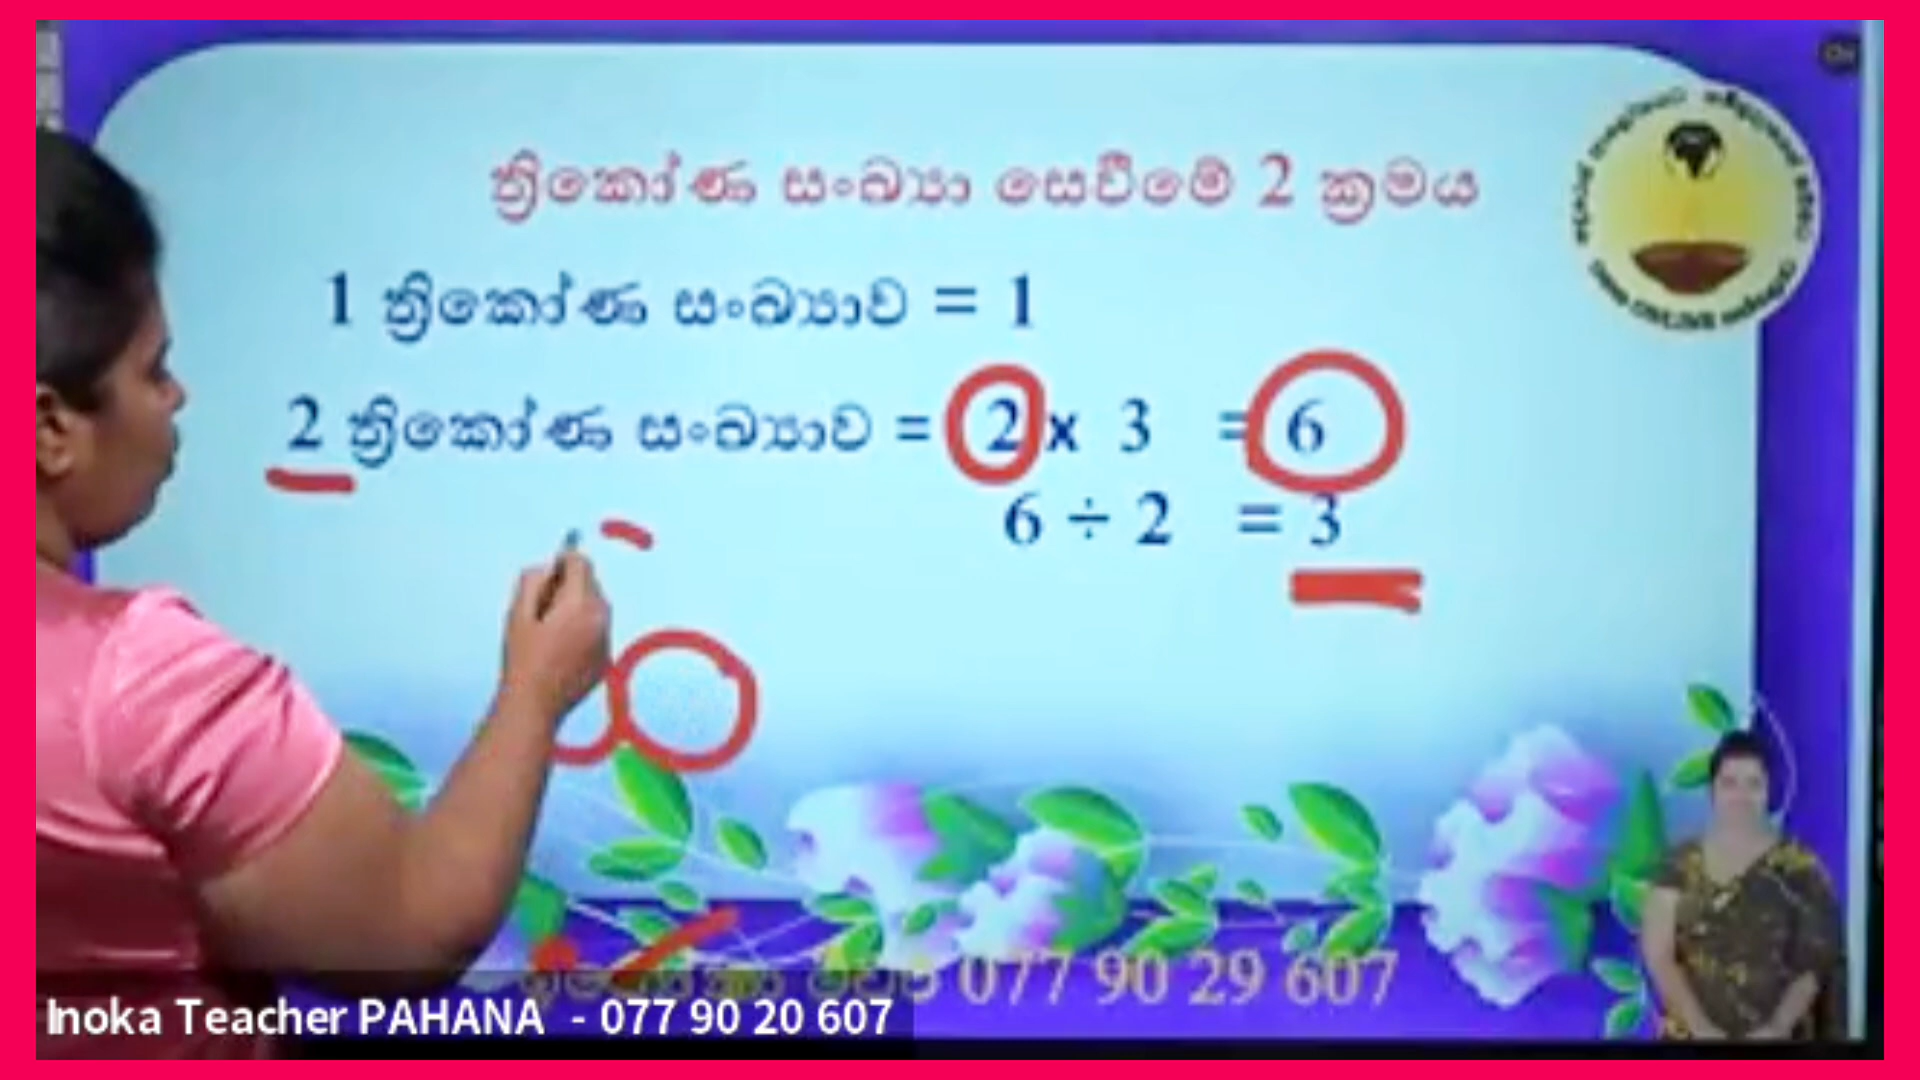 ත්‍රිකෝණ සංඛ්‍යා සෙවීමේ 2 ක්‍රමය
1 ත්‍රිකෝණ සංඛ්‍යාව = 1
2 ත්‍රිකෝණ සංඛ්‍යාව = 2 x 3 = 6
6 ÷ 2 = 3
077 90 29 607
Inoka Teacher PAHANA - 077 90 20 607